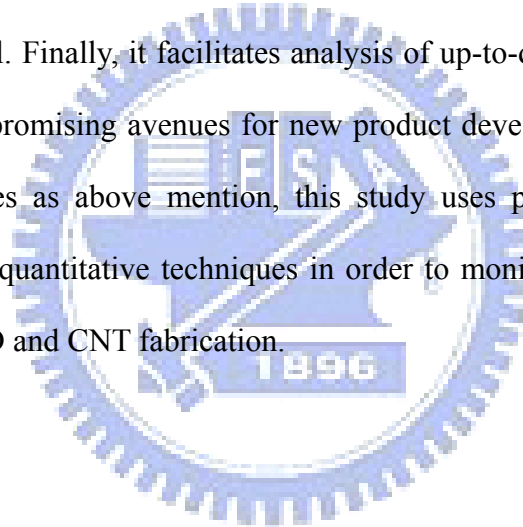 l. Finally, it facilitates analysis of up-to-d
promising avenues for new product deve
es as above mention, this study uses p
quantitative techniques in order to moni
and CNT fabrication.
E S A
1896